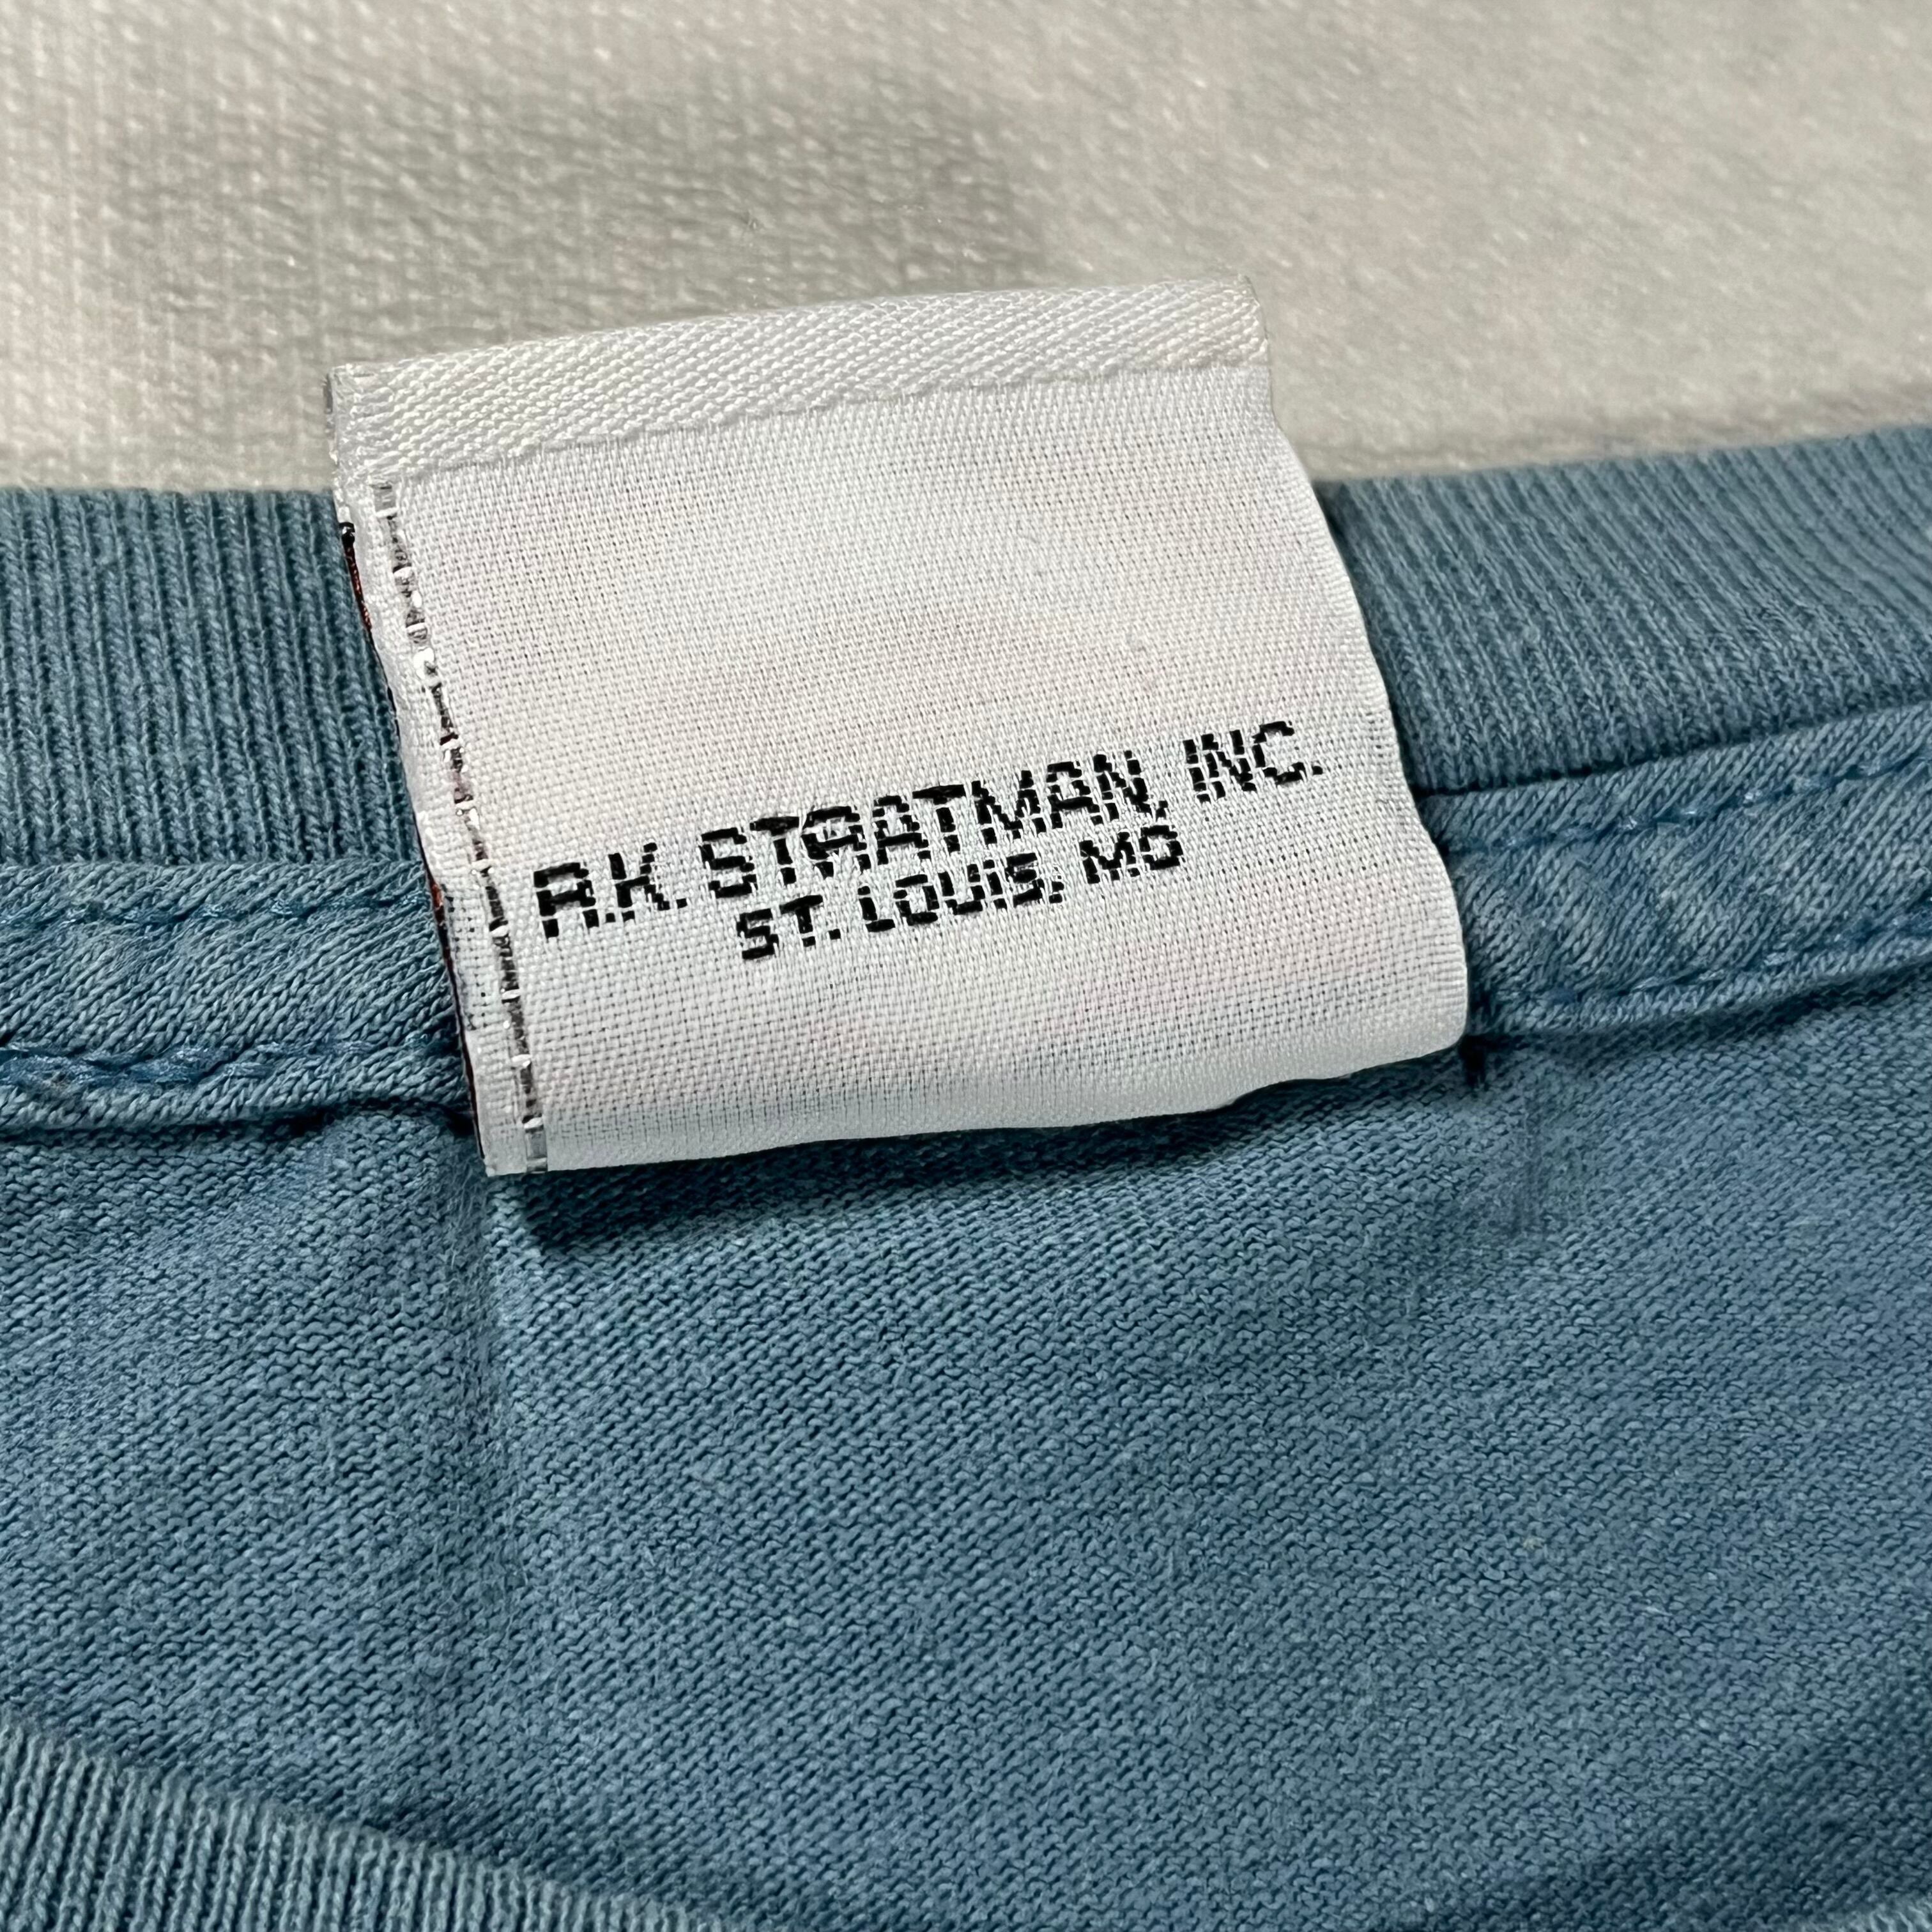 R.K. STRATMAN, INC.
ST. LOUIS, MO